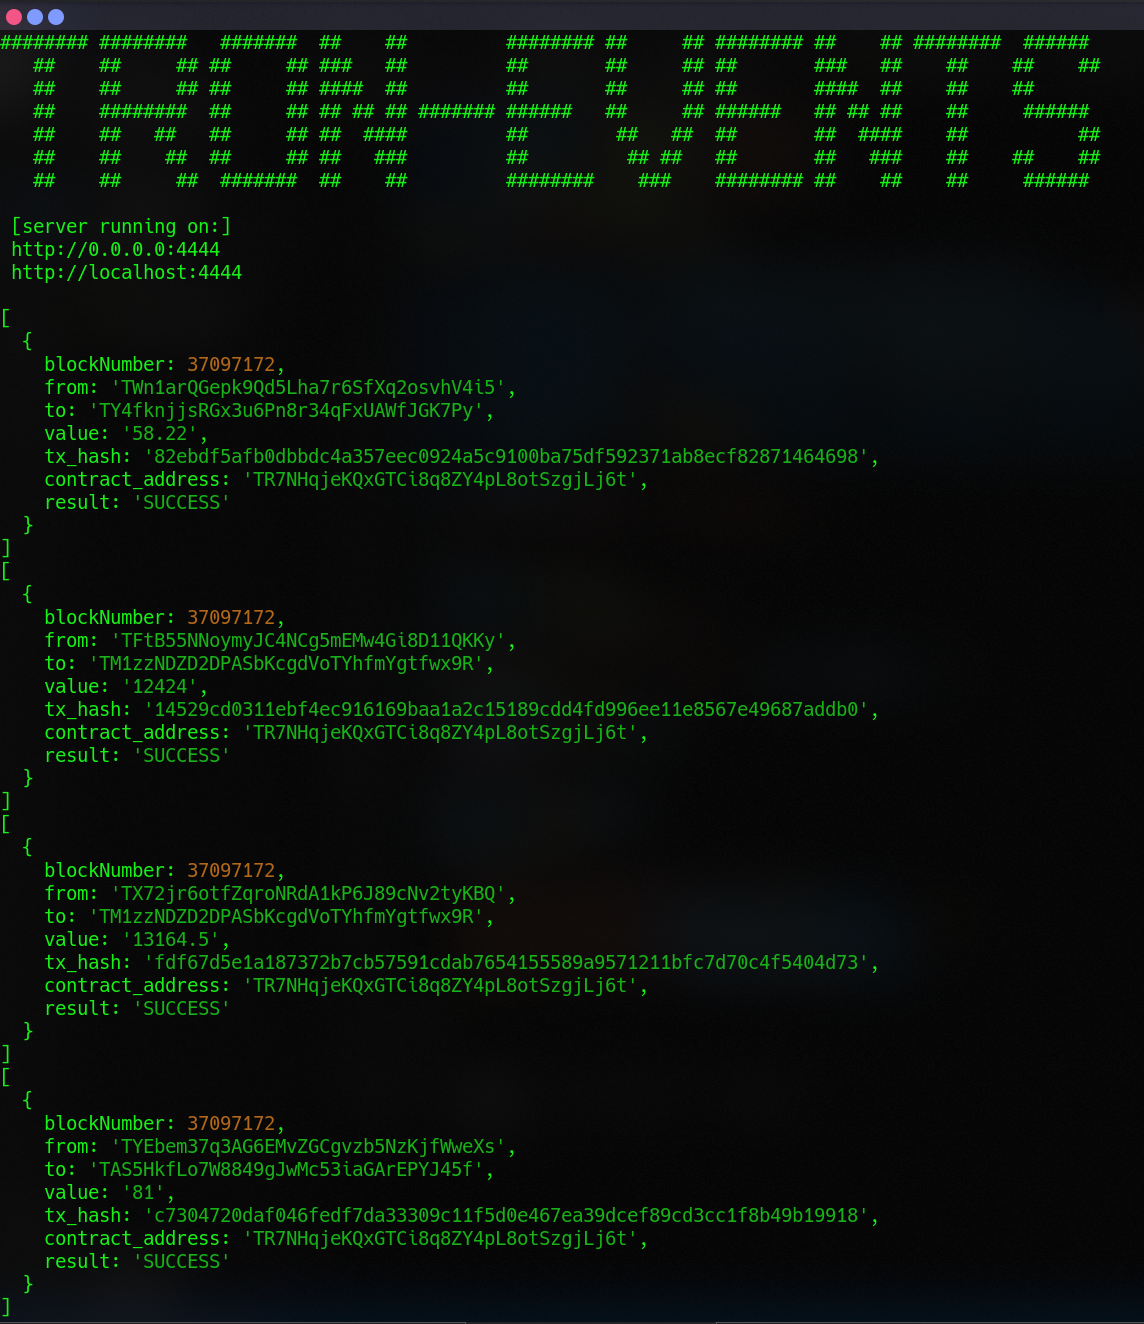 TRON-EVENTS
[server running on:]
http://0.0.0.0:4444
http://localhost:4444
[
{
blockNumber: 37097172,
from: 'TWn1arQGepk9Qd5Lha7r6SfXq2osvhV4i5',
to: 'TY4fknjjsRGx3u6Pn8r34qFxUAWfJGK7Py',
value: '58.22',
tx_hash: '82ebdf5afb0dbbdc4a357eec0924a5c9100ba75df592371ab8ecf82871464698',
contract_address: 'TR7NHqjeKQxGTCi8q8ZY4pL8otSzgjLj6t',
result: 'SUCCESS'
}
]
[
{
blockNumber: 37097172,
from: 'TFtB55NNoymyJC4NCg5mEMw4Gi8D11QKKy',
to: 'TM1zzNDZD2DPASbKcgdVoTYhfmYgtfwx9R',
value: '12424',
tx_hash: '14529cd0311ebf4ec916169baa1a2c15189cdd4fd996ee11e8567e49687addb0',
contract_address: 'TR7NHqjeKQxGTCi8q8ZY4pL8otSzgjLj6t',
result: 'SUCCESS'
}
]
[
{
blockNumber: 37097172,
from: 'TX72jr6otfZqroNRdA1kP6J89cNv2tyKBQ',
to: 'TM1zzNDZD2DPASbKcgdVoTYhfmYgtfwx9R',
value: '13164.5',
tx_hash: 'fdf67d5e1a187372b7cb57591cdab7654155589a9571211bfc7d70c4f5404d73',
contract_address: 'TR7NHqjeKQxGTCi8q8ZY4pL8otSzgjLj6t',
result: 'SUCCESS'
}
]
[
{
blockNumber: 37097172,
from: 'TYEbem37q3AG6EMvZGCgvzb5NzKjfWweXs',
to: 'TAS5HkfLo7W8849gJwMc53iaGArEPYJ45f',
value: '81',
tx_hash: 'c7304720daf046fedf7da33309c11f5d0e467ea39dcef89cd3cc1f8b49b19918',
contract_address: 'TR7NHqjeKQxGTCi8q8ZY4pL8otSzgjLj6t',
result: 'SUCCESS'
}
]